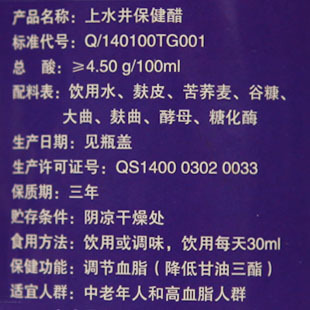 产品名称：上水井保健醋
标准代号：Q/140100TG001
总　酸：≥4.50 g/100ml
配料表：饮用水、麸皮、苦荞麦、谷糠、
大曲、麸曲、酵母、糖化酶
生产日期：见瓶盖
生产许可证号：QS1400 0302 0033
保质期：三年
贮存条件：阴凉干燥处
食用方法：饮用或调味，饮用每天30ml
保健功能：调节血脂（降低甘油三酯）
适宜人群：中老年人和高血脂人群